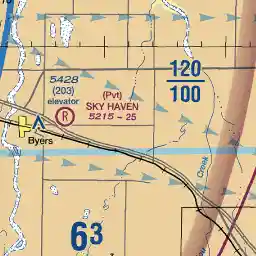 120
100
5428
(203)
elevator
(Pvt)
SKY HAVEN
5215 - 25
R
Byers
Creek
63